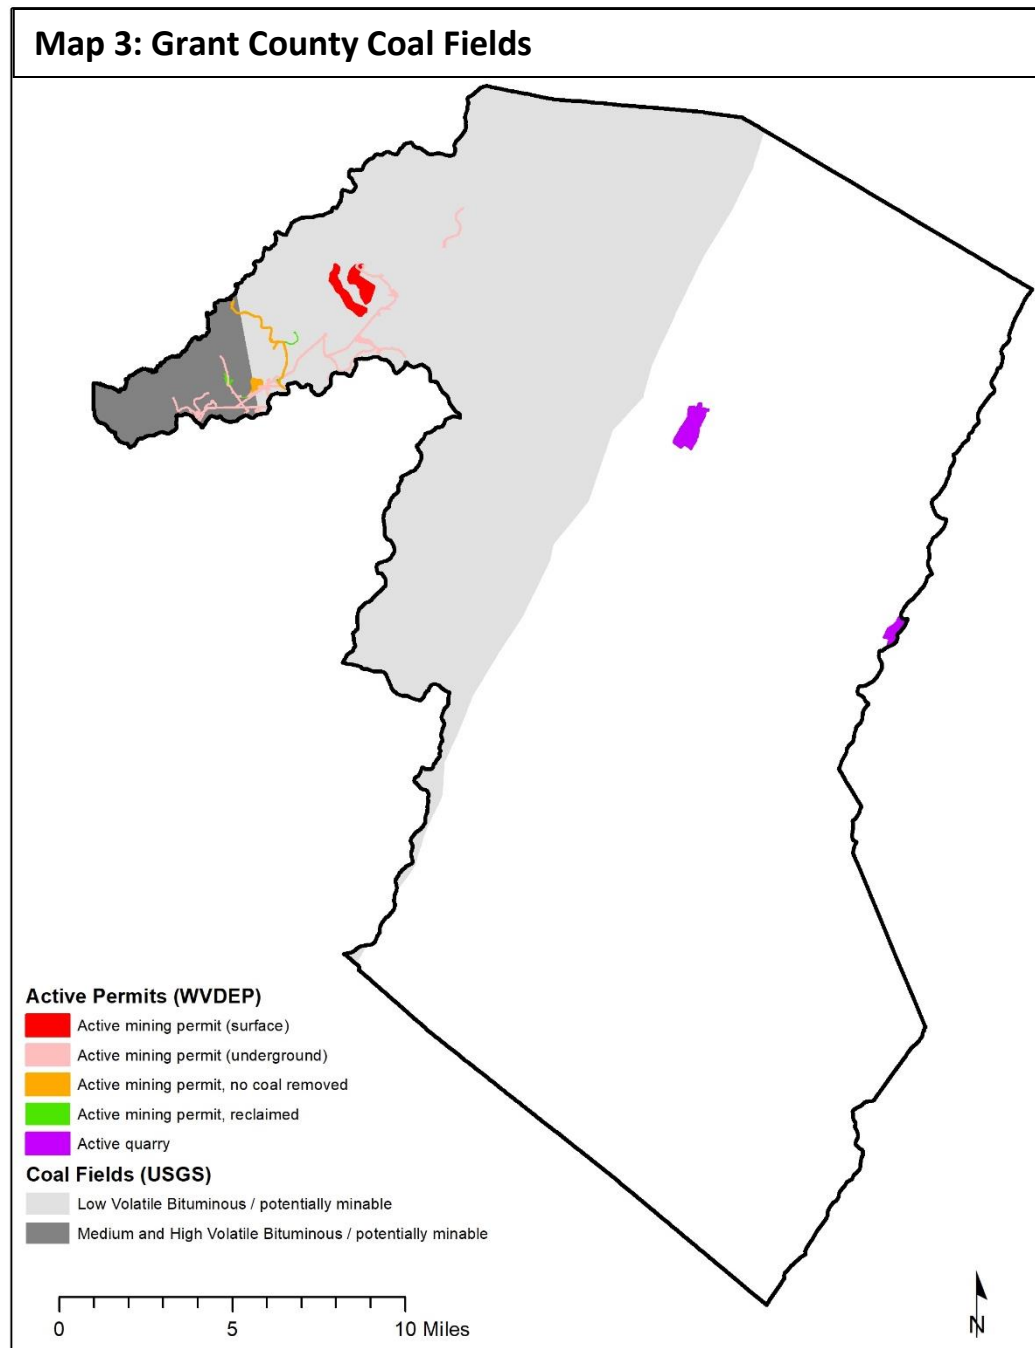 Map 3: Grant County Coal Fields
Active Permits (WVDEP)
Active mining permit (surface)
Active mining permit (underground)
Active mining permit, no coal removed
Active mining permit, reclaimed
Active quarry
Coal Fields (USGS)
Low Volatile Bituminous / potentially minable
Medium and High Volatile Bituminous / potentially minable
0 5 10 Miles
N